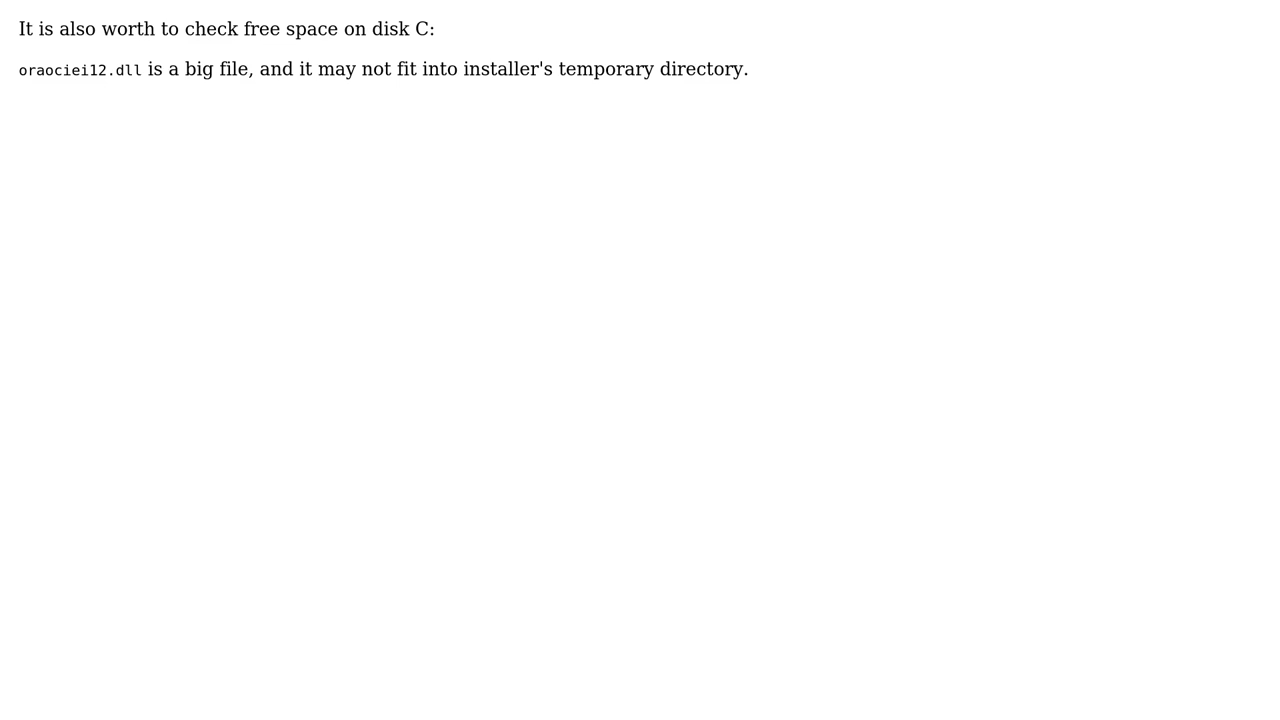 It is also worth to check free space on disk C:
oraociei12.dll is a big file, and it may not fit into installer's temporary directory.